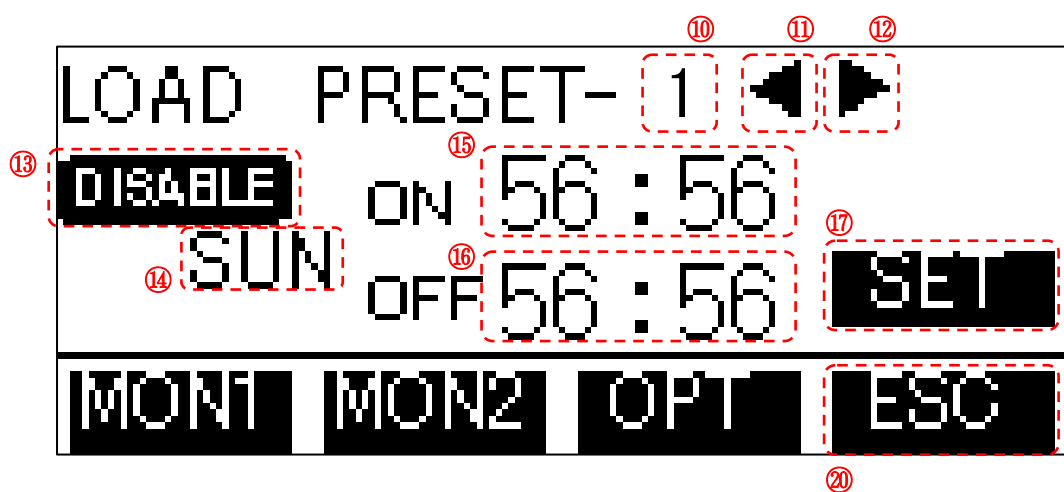 ⑩ ⑪ ⑫
LOAD PRESET- 1 ◀ ▶
⑬ DISABLE ON ⑮ 56 : 56
⑭ SUN OFF ⑯ 56 : 56 ⑰ SET
MON1 MON2 OPT ESC
⑳